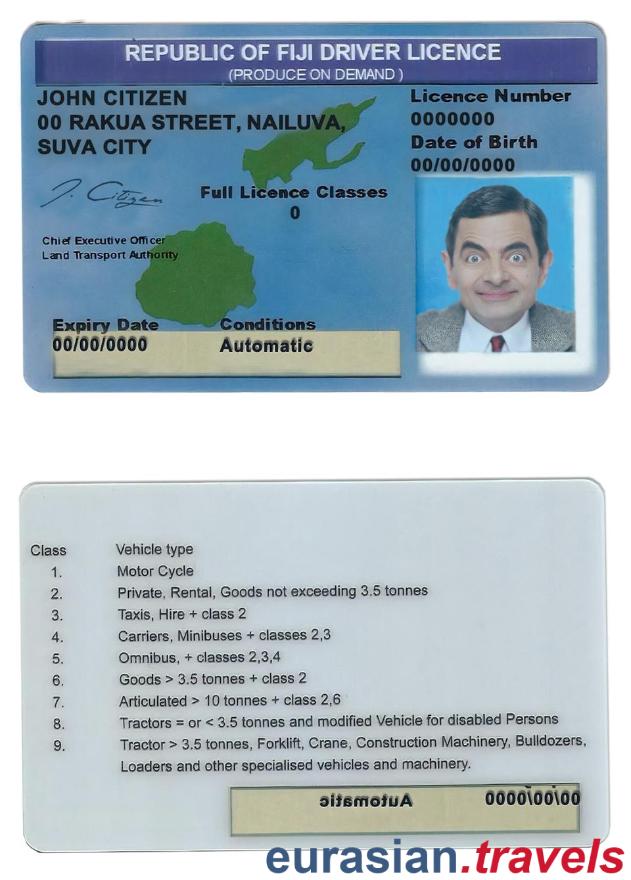 REPUBLIC OF FIJI DRIVER LICENCE
(PRODUCE ON DEMAND )
JOHN CITIZEN
00 RAKUA STREET, NAILUVA,
SUVA CITY
Licence Number
0000000
Date of Birth
00/00/0000
J. Citizen
Full Licence Classes
0
Chief Executive Officer
Land Transport Authority
Expiry Date Conditions
00/00/0000 Automatic
Class Vehicle type
1. Motor Cycle
2. Private, Rental, Goods not exceeding 3.5 tonnes
3. Taxis, Hire + class 2
4. Carriers, Minibuses + classes 2,3
5. Omnibus, + classes 2,3,4
6. Goods > 3.5 tonnes + class 2
7. Articulated > 10 tonnes + class 2,6
8. Tractors = or < 3.5 tonnes and modified Vehicle for disabled Persons
9. Tractor > 3.5 tonnes, Forklift, Crane, Construction Machinery, Bulldozers,
Loaders and other specialised vehicles and machinery.
Automatic 00/00/0000
eurasian.travels